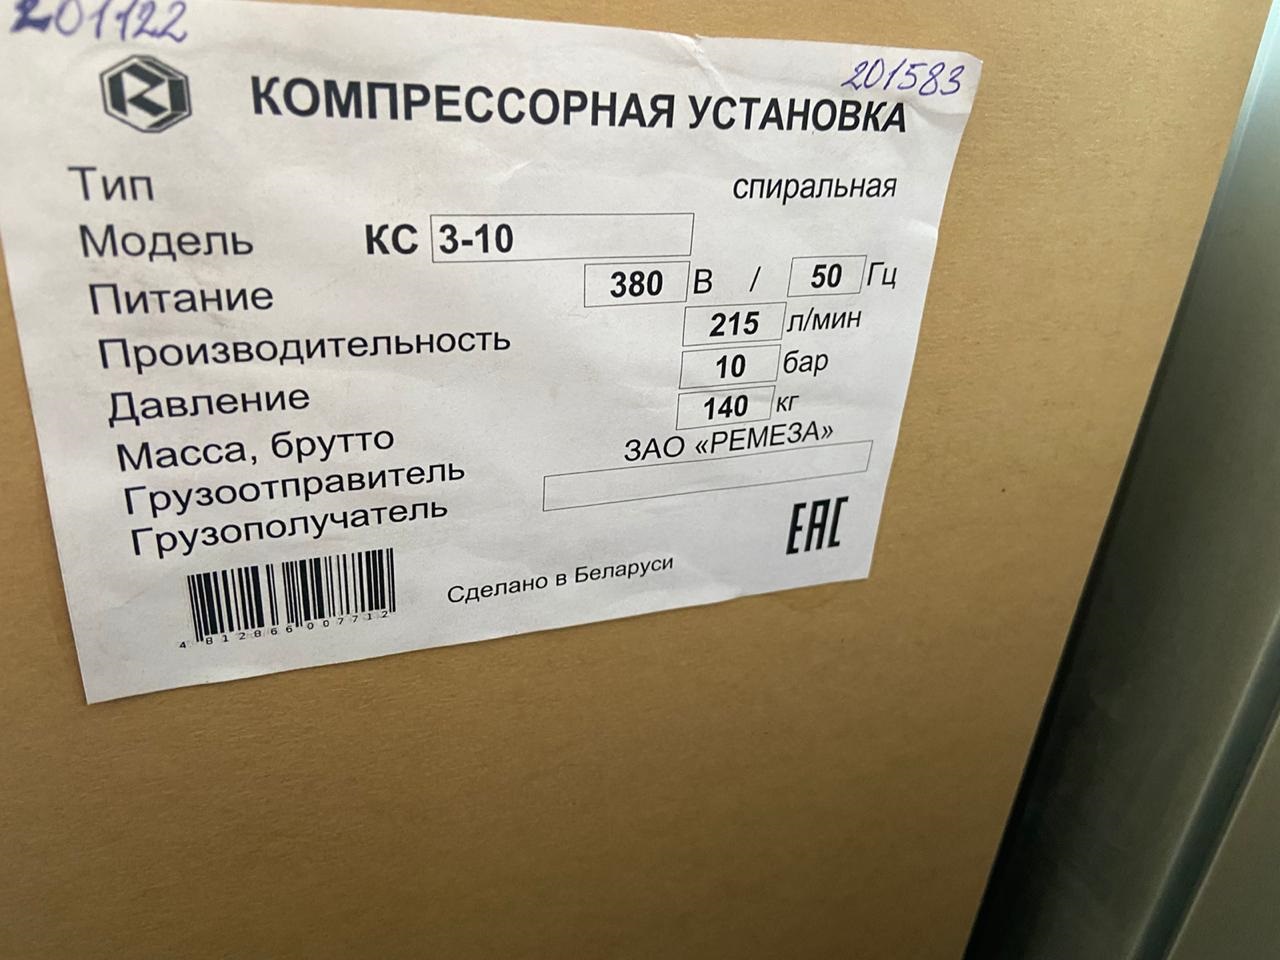 201122
201583
КОМПРЕССОРНАЯ УСТАНОВКА
Тип спиральная
Модель КС 3-10
Питание 380 В / 50 Гц
Производительность 215 л/мин
Давление 10 бар
Масса, брутто 140 кг
Грузоотправитель ЗАО «РЕМЕЗА»
Грузополучатель
EAC
Сделано в Беларуси
4 812866 007712